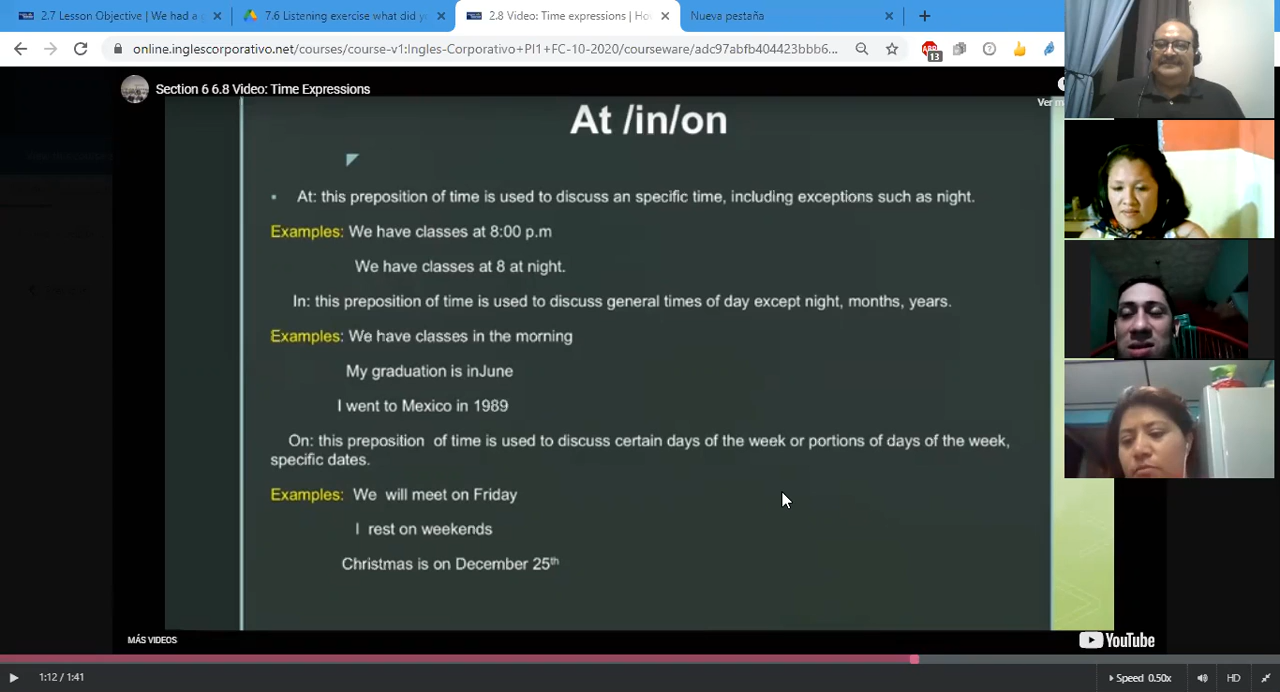 2.7 Lesson Objective | We had a g
7.6 Listening exercise what did y
2.8 Video: Time expressions | Ho
Nueva pestaña
online.inglescorporativo.net/courses/course-v1:Ingles-Corporativo+PI1+FC-10-2020/courseware/adc97abfb404423bbb6...
ABP
13
Section 6 6.8 Video: Time Expressions
Ver m
At /in/on
At: this preposition of time is used to discuss an specific time, including exceptions such as night.
Examples: We have classes at 8:00 p.m
We have classes at 8 at night.
In: this preposition of time is used to discuss general times of day except night, months, years.
Examples: We have classes in the morning
My graduation is inJune
I went to Mexico in 1989
On: this preposition of time is used to discuss certain days of the week or portions of days of the week,
specific dates.
Examples: We will meet on Friday
I rest on weekends
Christmas is on December 25th
MÁS VIDEOS
YouTube
1:12 / 1:41
Speed 0.50x
HD